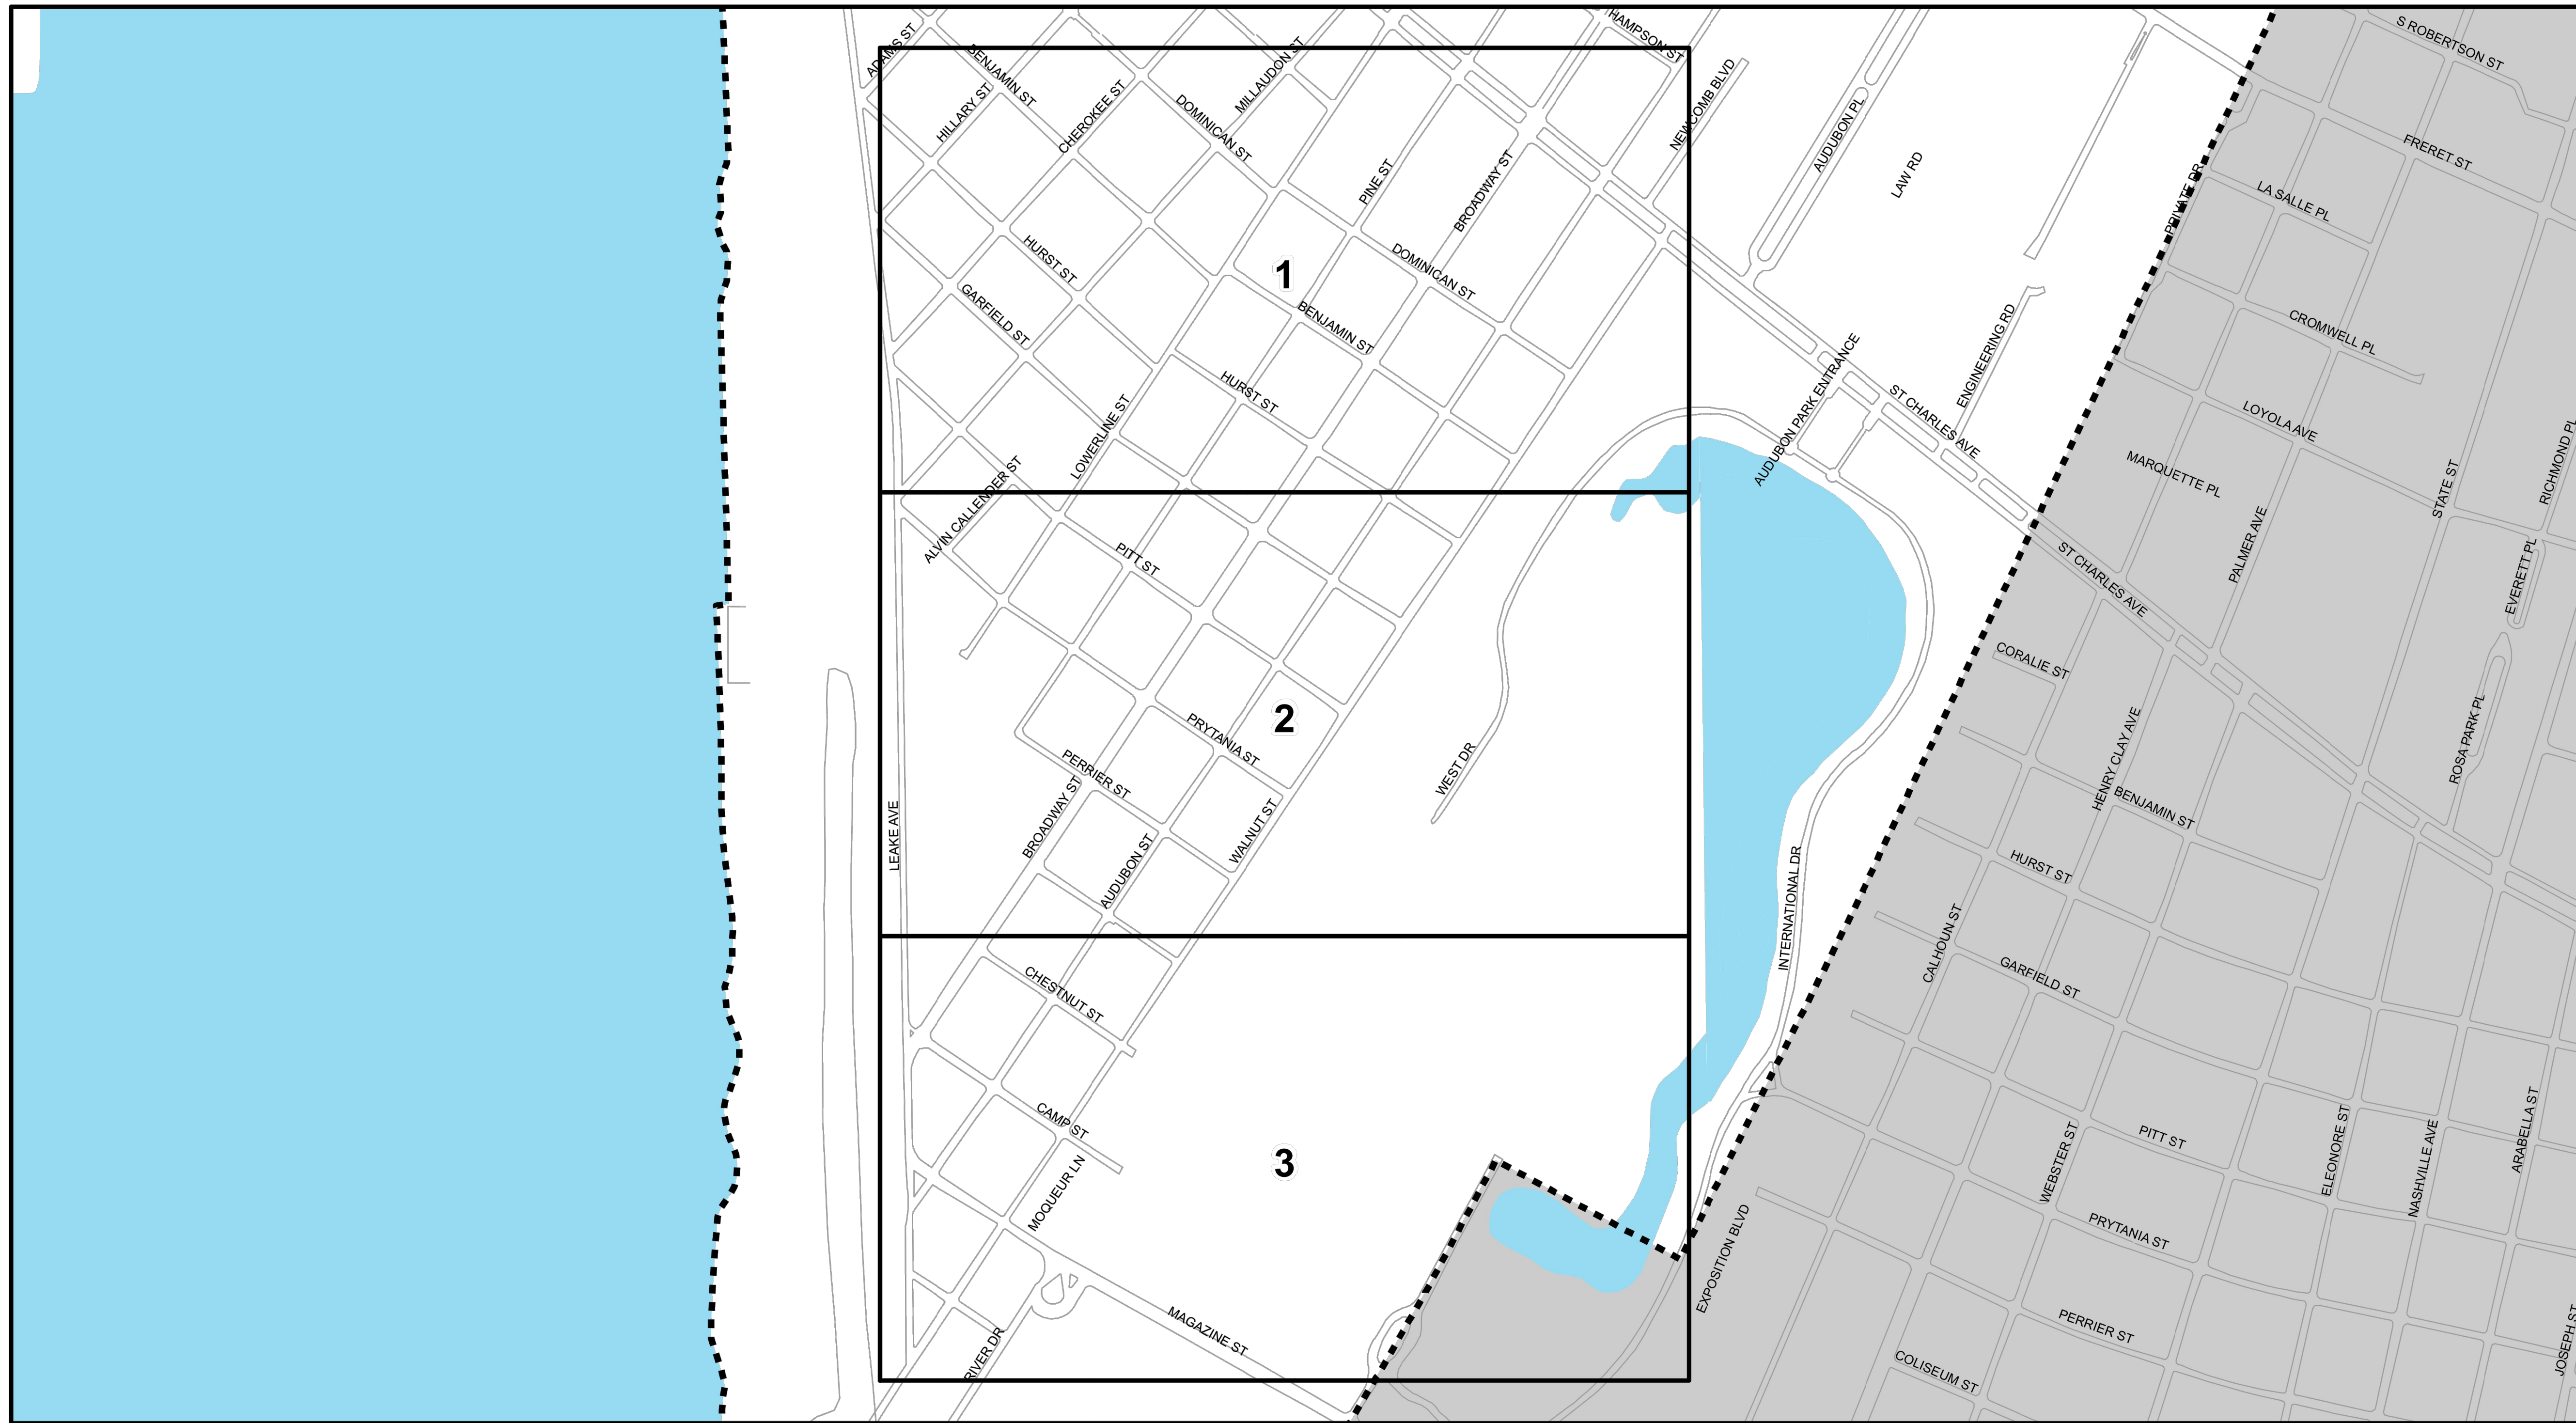 HAMPSON ST
S ROBERTSON ST
ADAMS ST
BENJAMIN ST
MILLAUDON ST
HILLARY ST
CHEROKEE ST
DOMINICAN ST
NEWCOMB BLVD
AUDUBON PL
LAW RD
FRERET ST
PINE ST
BROADWAY ST
PRIVATE DR
LA SALLE PL
HURST ST
1
DOMINICAN ST
GARFIELD ST
BENJAMIN ST
CROMWELL PL
ENGINEERING RD
AUDUBON PARK ENTRANCE
ST CHARLES AVE
HURST ST
LOWERLINE ST
LOYOLA AVE
MARQUETTE PL
STATE ST
RICHMOND PL
ALVIN CALLENDER ST
PITT ST
PALMER AVE
ST CHARLES AVE
EVERETT PL
CORALIE ST
2
PRYTANIA ST
PERRIER ST
WEST DR
HENRY CLAY AVE
ROSA PARK PL
LEAKE AVE
BROADWAY ST
AUDUBON ST
WALNUT ST
BENJAMIN ST
HURST ST
INTERNATIONAL DR
CALHOUN ST
GARFIELD ST
CHESTNUT ST
CAMP ST
3
MOQUEUR LN
WEBSTER ST
PITT ST
ELEONORE ST
NASHVILLE AVE
ARABELLA ST
EXPOSITION BLVD
PRYTANIA ST
MAGAZINE ST
RIVER DR
PERRIER ST
COLISEUM ST
JOSEPH ST